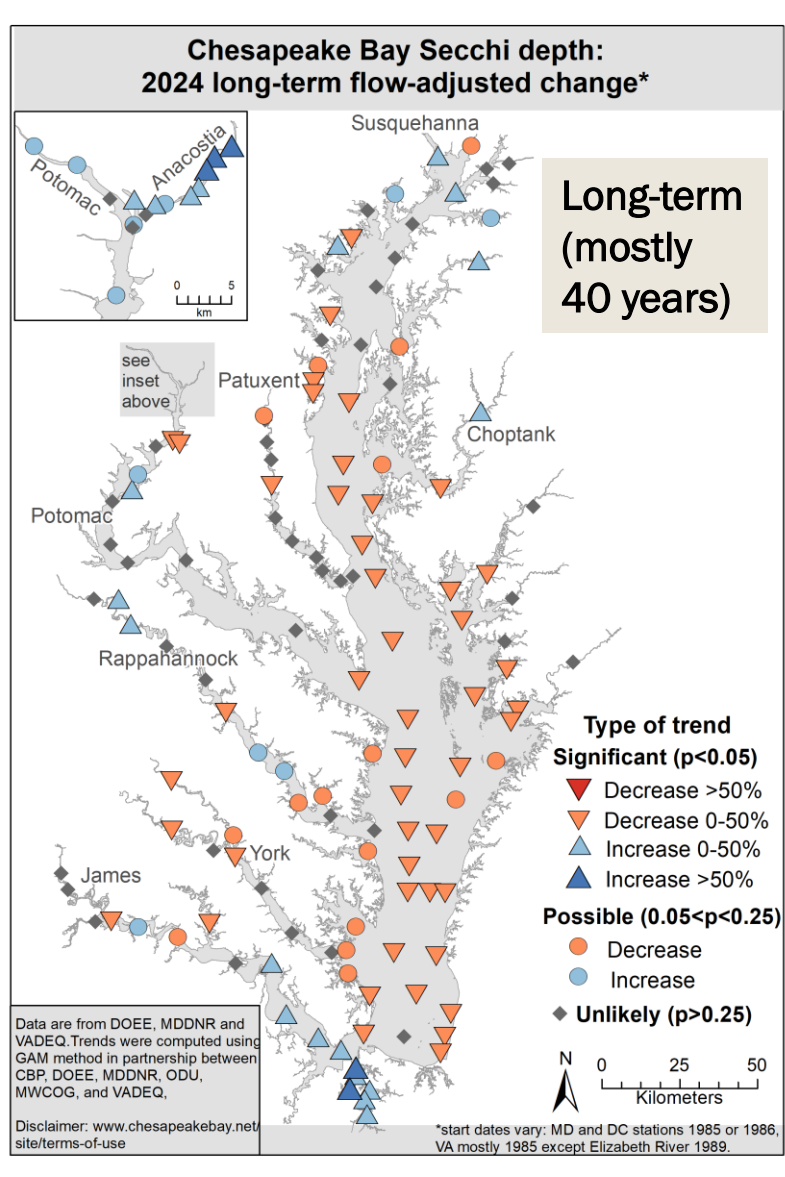 Chesapeake Bay Secchi depth:
2024 long-term flow-adjusted change*
Susquehanna
Potomac
Anacostia
0 5
km
Long-term
(mostly
40 years)
see
inset
above
Patuxent
Choptank
Potomac
Rappahannock
York
James
Type of trend
Significant (p<0.05)
Decrease >50%
Decrease 0-50%
Increase 0-50%
Increase >50%
Possible (0.05<p<0.25)
Decrease
Increase
Unlikely (p>0.25)
N
0 25 50
Kilometers
Data are from DOEE, MDDNR and
VADEQ.Trends were computed using
GAM method in partnership between
CBP, DOEE, MDDNR, ODU,
MWCOG, and VADEQ,
Disclaimer: www.chesapeakebay.net/
site/terms-of-use
*start dates vary: MD and DC stations 1985 or 1986,
VA mostly 1985 except Elizabeth River 1989.